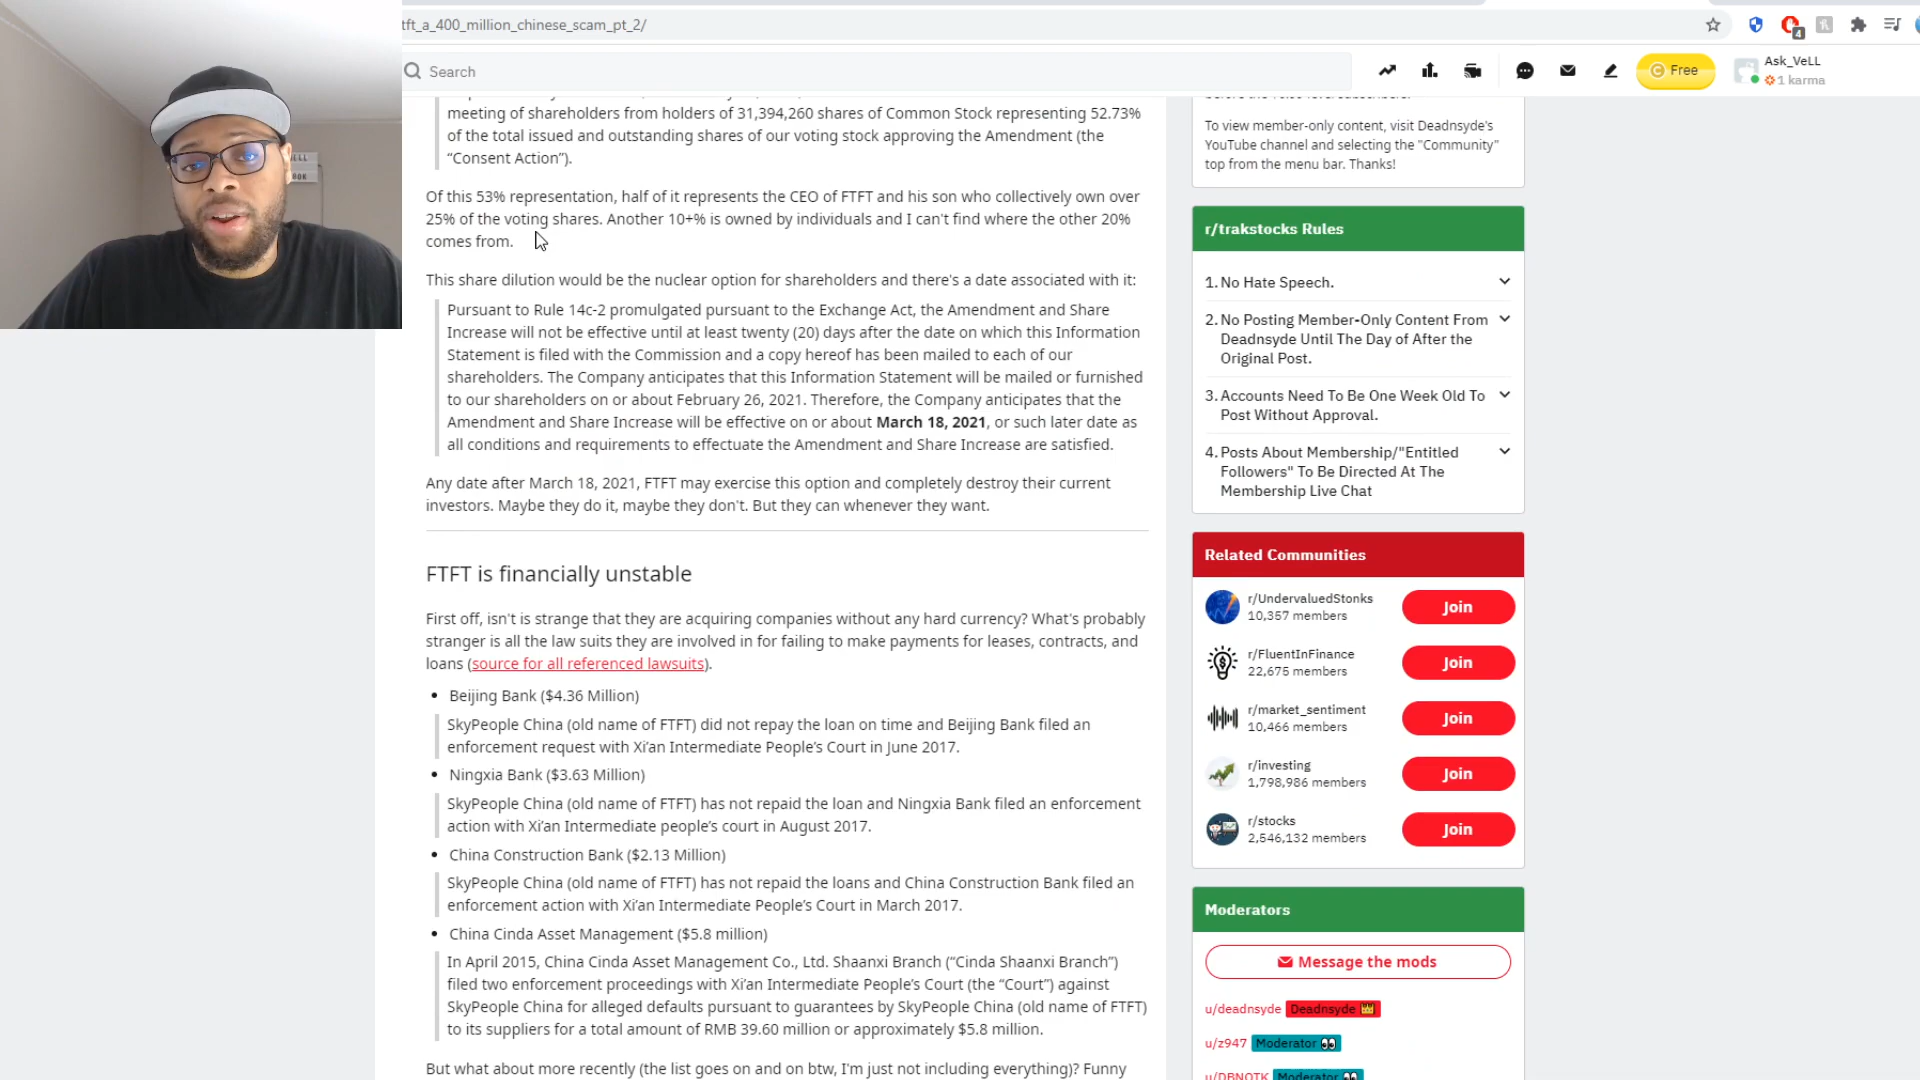 tft_a_400_million_chinese_scam_pt_2/
4
Search
Free
Ask_VeLL
1 karma
meeting of shareholders from holders of 31,394,260 shares of Common Stock representing 52.73%
of the total issued and outstanding shares of our voting stock approving the Amendment (the
“Consent Action”).
Of this 53% representation, half of it represents the CEO of FTFT and his son who collectively own over
25% of the voting shares. Another 10+% is owned by individuals and I can't find where the other 20%
comes from.
This share dilution would be the nuclear option for shareholders and there's a date associated with it:
Pursuant to Rule 14c-2 promulgated pursuant to the Exchange Act, the Amendment and Share
Increase will not be effective until at least twenty (20) days after the date on which this Information
Statement is filed with the Commission and a copy hereof has been mailed to each of our
shareholders. The Company anticipates that this Information Statement will be mailed or furnished
to our shareholders on or about February 26, 2021. Therefore, the Company anticipates that the
Amendment and Share Increase will be effective on or about March 18, 2021, or such later date as
all conditions and requirements to effectuate the Amendment and Share Increase are satisfied.
Any date after March 18, 2021, FTFT may exercise this option and completely destroy their current
investors. Maybe they do it, maybe they don't. But they can whenever they want.
FTFT is financially unstable
First off, isn't is strange that they are acquiring companies without any hard currency? What's probably
stranger is all the law suits they are involved in for failing to make payments for leases, contracts, and
loans (source for all referenced lawsuits).
• Beijing Bank ($4.36 Million)
SkyPeople China (old name of FTFT) did not repay the loan on time and Beijing Bank filed an
enforcement request with Xi’an Intermediate People’s Court in June 2017.
• Ningxia Bank ($3.63 Million)
SkyPeople China (old name of FTFT) has not repaid the loan and Ningxia Bank filed an enforcement
action with Xi’an Intermediate people’s court in August 2017.
• China Construction Bank ($2.13 Million)
SkyPeople China (old name of FTFT) has not repaid the loans and China Construction Bank filed an
enforcement action with Xi’an Intermediate People’s Court in March 2017.
• China Cinda Asset Management ($5.8 million)
In April 2015, China Cinda Asset Management Co., Ltd. Shaanxi Branch (“Cinda Shaanxi Branch”)
filed two enforcement proceedings with Xi’an Intermediate People’s Court (the “Court”) against
SkyPeople China for alleged defaults pursuant to guarantees by SkyPeople China (old name of FTFT)
to its suppliers for a total amount of RMB 39.60 million or approximately $5.8 million.
But what about more recently (the list goes on and on btw, I'm just not including everything)? Funny
To view member-only content, visit Deadnsyde's
YouTube channel and selecting the "Community"
top from the menu bar. Thanks!
r/trakstocks Rules
1. No Hate Speech.
2. No Posting Member-Only Content From
Deadnsyde Until The Day of After the
Original Post.
3. Accounts Need To Be One Week Old To
Post Without Approval.
4. Posts About Membership/"Entitled
Followers" To Be Directed At The
Membership Live Chat
Related Communities
r/UndervaluedStonks
10,357 members
Join
r/FluentInFinance
22,675 members
Join
r/market_sentiment
10,466 members
Join
r/investing
1,798,986 members
Join
r/stocks
2,546,132 members
Join
Moderators
Message the mods
u/deadnsyde Deadnsyde
u/z947 Moderator
u/DBNOTK Moderator